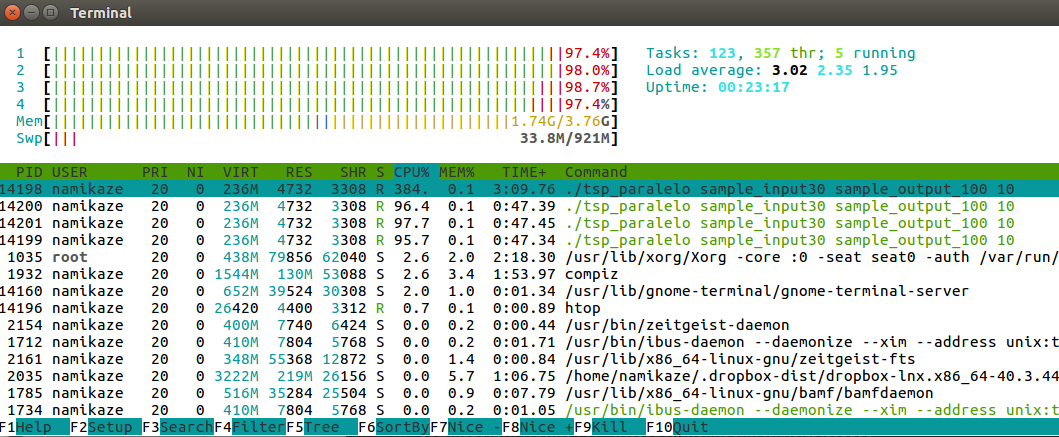 Terminal
1 [||||||||||||||||||||||||||||||||||||||||||||||||||||||||97.4%] Tasks: 123, 357 thr; 5 running
2 [||||||||||||||||||||||||||||||||||||||||||||||||||||||||98.0%] Load average: 3.02 2.35 1.95
3 [||||||||||||||||||||||||||||||||||||||||||||||||||||||||98.7%] Uptime: 00:23:17
4 [||||||||||||||||||||||||||||||||||||||||||||||||||||||||97.4%]
Mem[||||||||||||||||||||||||||||||||||||||||||||||||||1.74G/3.76G]
Swp[||| 33.8M/921M]
PID USER PRI NI VIRT RES SHR S CPU% MEM% TIME+ Command
14198 namikaze 20 0 236M 4732 3308 R 384. 0.1 3:09.76 ./tsp_paralelo sample_input30 sample_output_100 10
14200 namikaze 20 0 236M 4732 3308 R 96.4 0.1 0:47.39 ./tsp_paralelo sample_input30 sample_output_100 10
14201 namikaze 20 0 236M 4732 3308 R 97.7 0.1 0:47.45 ./tsp_paralelo sample_input30 sample_output_100 10
14199 namikaze 20 0 236M 4732 3308 R 95.7 0.1 0:47.34 ./tsp_paralelo sample_input30 sample_output_100 10
1035 root 20 0 438M 79856 62040 S 2.6 2.0 2:18.30 /usr/lib/xorg/Xorg -core :0 -seat seat0 -auth /var/run/
1932 namikaze 20 0 1544M 130M 53088 S 2.6 3.4 1:53.97 compiz
14160 namikaze 20 0 652M 39524 30308 S 2.0 1.0 0:01.34 /usr/lib/gnome-terminal/gnome-terminal-server
14196 namikaze 20 0 26420 4400 3312 R 0.7 0.1 0:00.89 htop
2154 namikaze 20 0 400M 7740 6424 S 0.0 0.2 0:00.44 /usr/bin/zeitgeist-daemon
1712 namikaze 20 0 410M 7804 5768 S 0.0 0.2 0:01.71 /usr/bin/ibus-daemon --daemonize --xim --address unix:t
2161 namikaze 20 0 348M 55368 12872 S 0.0 1.4 0:00.84 /usr/lib/x86_64-linux-gnu/zeitgeist-fts
2035 namikaze 20 0 3222M 219M 26156 S 0.0 5.7 1:06.75 /home/namikaze/.dropbox-dist/dropbox-lnx.x86_64-40.3.44
1785 namikaze 20 0 516M 35284 25504 S 0.0 0.9 0:07.79 /usr/lib/x86_64-linux-gnu/bamf/bamfdaemon
1734 namikaze 20 0 410M 7804 5768 S 0.0 0.2 0:01.05 /usr/bin/ibus-daemon --daemonize --xim --address unix:t
F1Help F2Setup F3SearchF4FilterF5Tree F6SortByF7Nice -F8Nice +F9Kill F10Quit